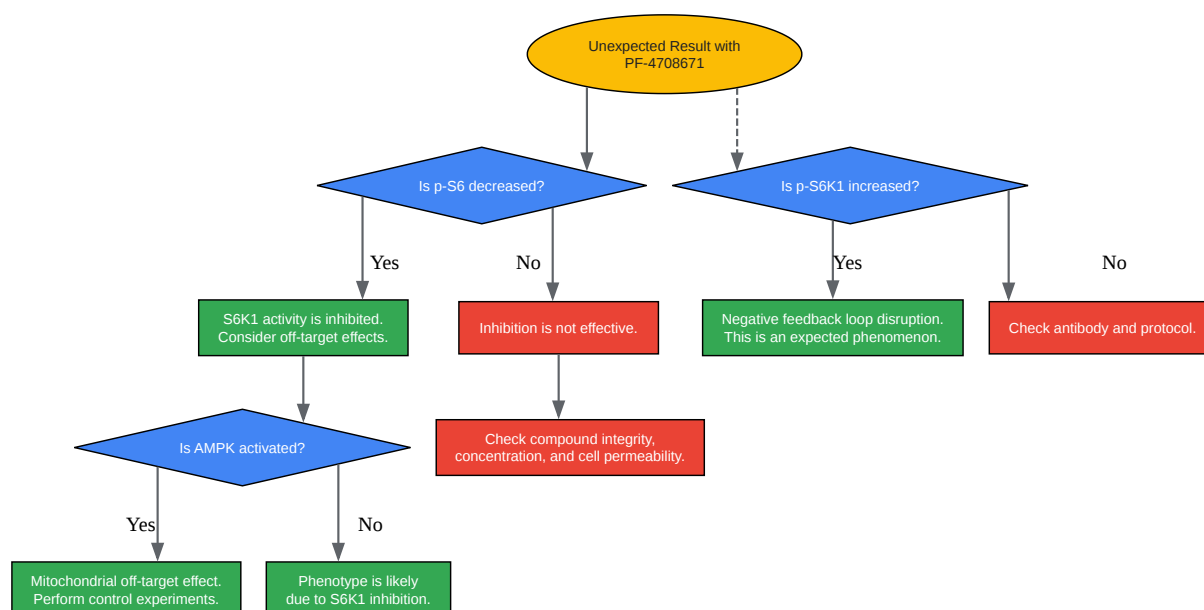 Unexpected Result with
PF-4708671
Is p-S6 decreased?
Is p-S6K1 increased?
Yes
No
Yes
No
S6K1 activity is inhibited.
Consider off-target effects.
Inhibition is not effective.
Negative feedback loop disruption.
This is an expected phenomenon.
Check antibody and protocol.
Is AMPK activated?
Check compound integrity,
concentration, and cell permeability.
Yes
No
Mitochondrial off-target effect.
Perform control experiments.
Phenotype is likely
due to S6K1 inhibition.